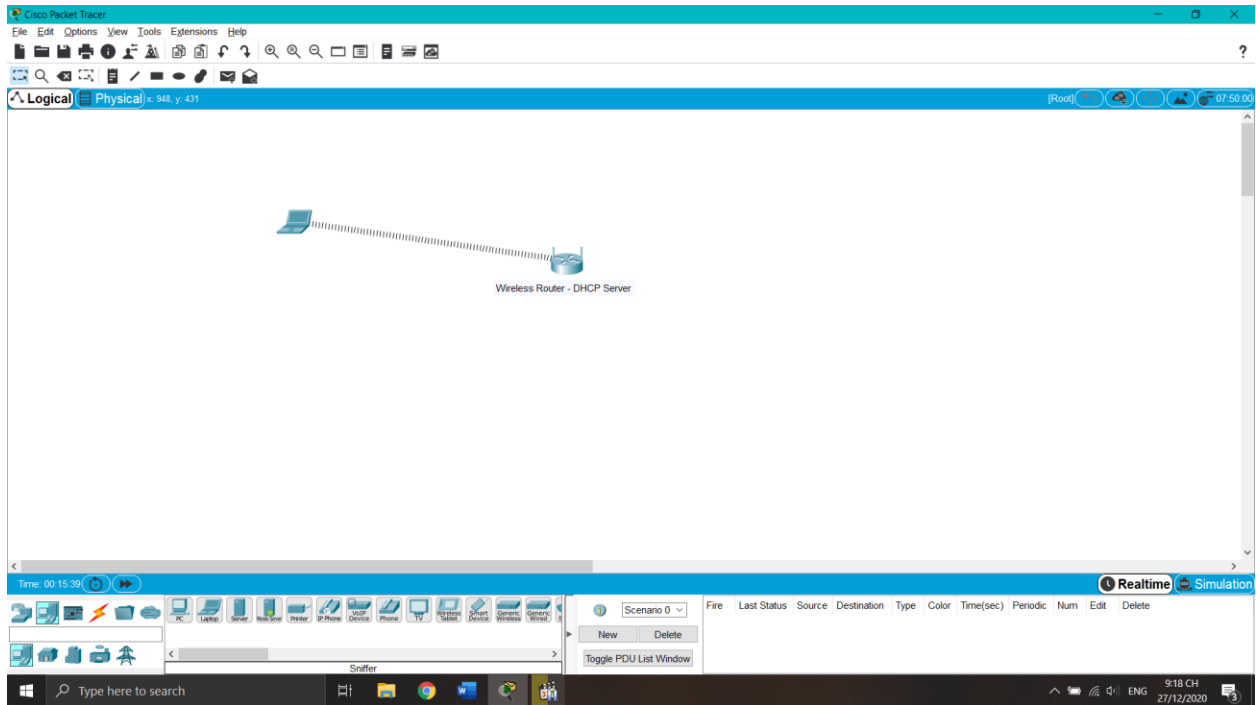 Cisco Packet Tracer
File Edit Options View Tools Extensions Help
?
Logical Physical x: 948, y: 431 [Root] 07:50:00
Wireless Router - DHCP Server
Time: 00:15:39 Realtime Simulation
PC Laptop Server Printer IP Phone VoIP Device Phone TV Wireless Tablet Smart Device Generic Wireless Generic Wired
Scenario 0
Fire Last Status Source Destination Type Color Time(sec) Periodic Num Edit Delete
New Delete
Toggle PDU List Window
Sniffer
Type here to search
ENG
9:18 CH
27/12/2020
3